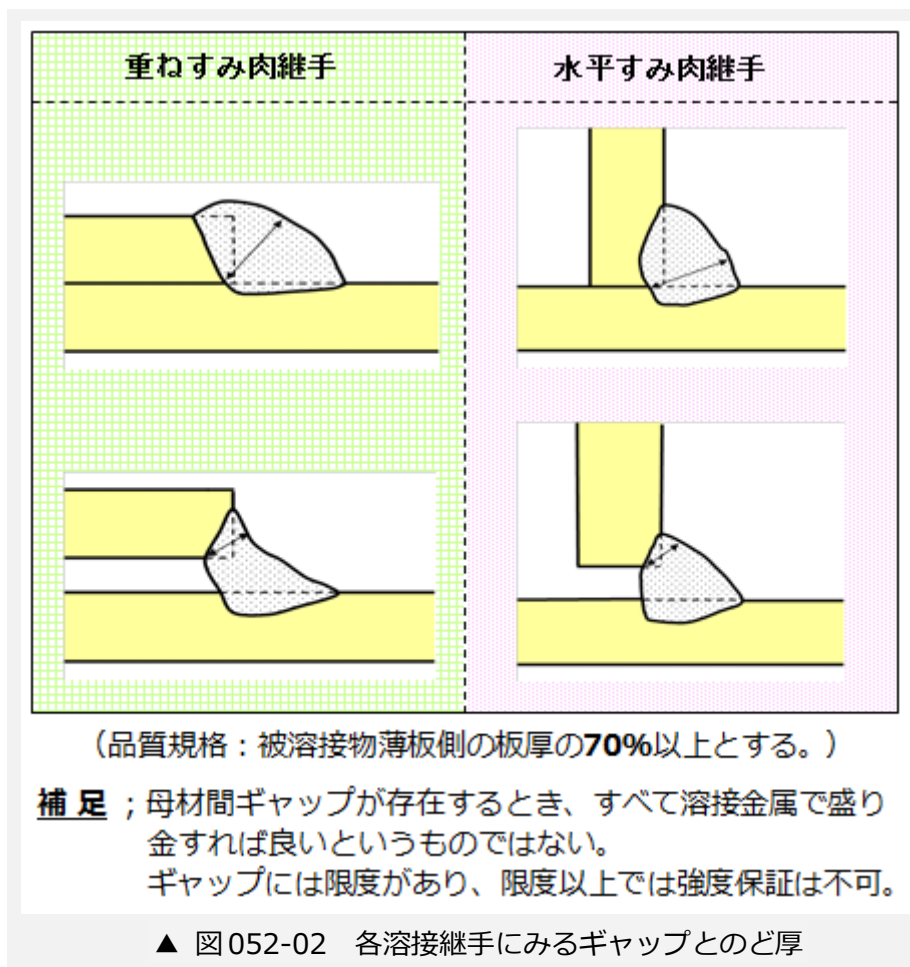 重ねすみ肉継手
水平すみ肉継手
（品質規格：被溶接物薄板側の板厚の70%以上とする。）
補 足 ；母材間ギャップが存在するとき、すべて溶接金属で盛り
金すれば良いというものではない。
ギャップには限度があり、限度以上では強度保証は不可。
▲ 図052-02　各溶接継手にみるギャップとのど厚